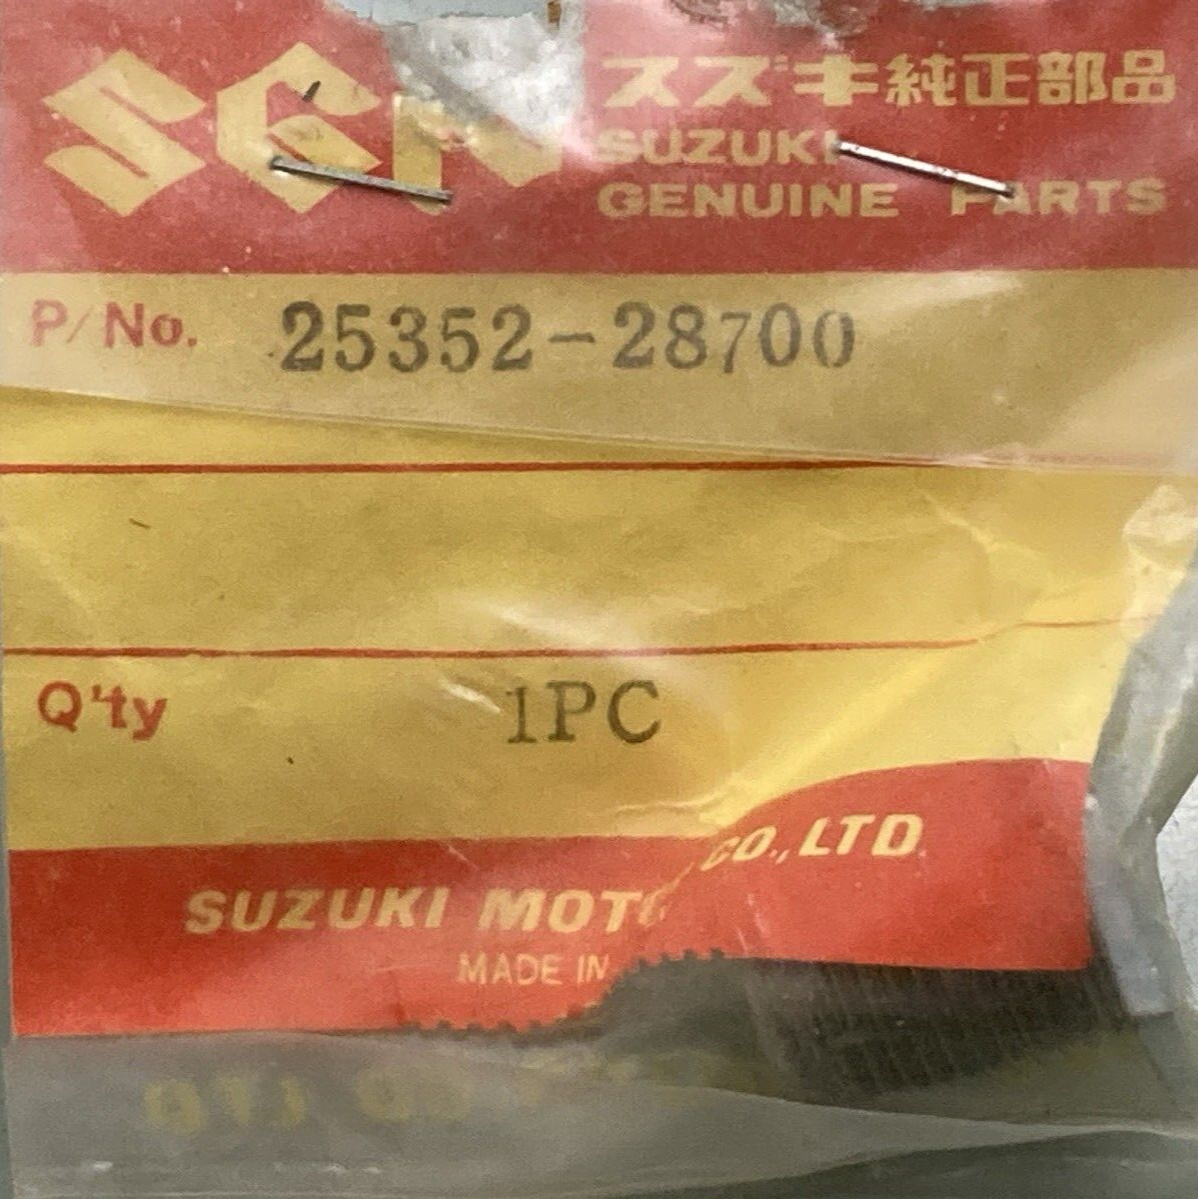 SGP
スズキ純正部品
SUZUKI
GENUINE PARTS
P/No. 25352-28700
Q'ty 1PC
SUZUKI MOTO CO., LTD.
MADE IN